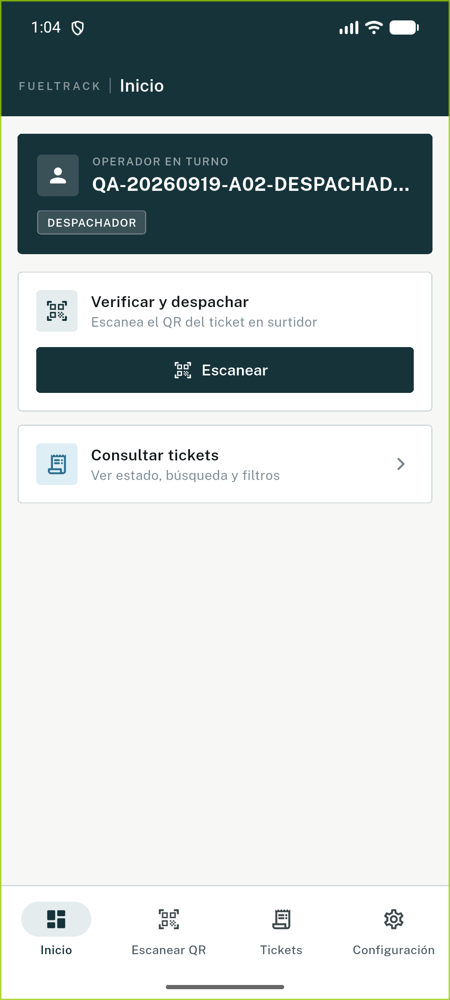 1:04
FUELTRACK | Inicio
OPERADOR EN TURNO
QA-20260919-A02-DESPACHAD...
DESPACHADOR
Verificar y despachar
Escanea el QR del ticket en surtidor
Escanear
Consultar tickets
Ver estado, búsqueda y filtros
Inicio
Escanear QR
Tickets
Configuración